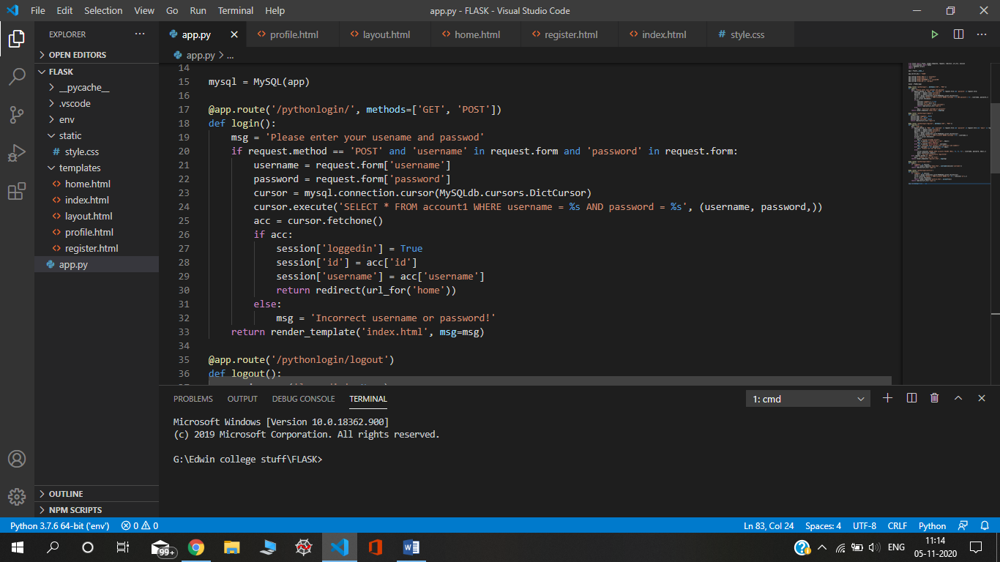 File Edit Selection View Go Run Terminal Help
app.py - FLASK - Visual Studio Code
EXPLORER
OPEN EDITORS
FLASK
__pycache__
.vscode
env
static
# style.css
templates
<> home.html
<> index.html
<> layout.html
<> profile.html
<> register.html
app.py
OUTLINE
NPM SCRIPTS
app.py <> profile.html <> layout.html <> home.html <> register.html <> index.html # style.css
app.py > ...
14
15 mysql = MySQL(app)
16
17 @app.route('/pythonlogin/', methods=['GET', 'POST'])
18 def login():
19     msg = 'Please enter your usename and passwod'
20     if request.method == 'POST' and 'username' in request.form and 'password' in request.form:
21         username = request.form['username']
22         password = request.form['password']
23         cursor = mysql.connection.cursor(MySQLdb.cursors.DictCursor)
24         cursor.execute('SELECT * FROM account1 WHERE username = %s AND password = %s', (username, password,))
25         acc = cursor.fetchone()
26         if acc:
27             session['loggedin'] = True
28             session['id'] = acc['id']
29             session['username'] = acc['username']
30             return redirect(url_for('home'))
31         else:
32             msg = 'Incorrect username or password!'
33     return render_template('index.html', msg=msg)
34
35 @app.route('/pythonlogin/logout')
36 def logout():
PROBLEMS OUTPUT DEBUG CONSOLE TERMINAL
1: cmd
Microsoft Windows [Version 10.0.18362.900]
(c) 2019 Microsoft Corporation. All rights reserved.
G:\Edwin college stuff\FLASK>
Python 3.7.6 64-bit ('env') 0 0
Ln 83, Col 24 Spaces: 4 UTF-8 CRLF Python
99+
ENG
11:14
05-11-2020